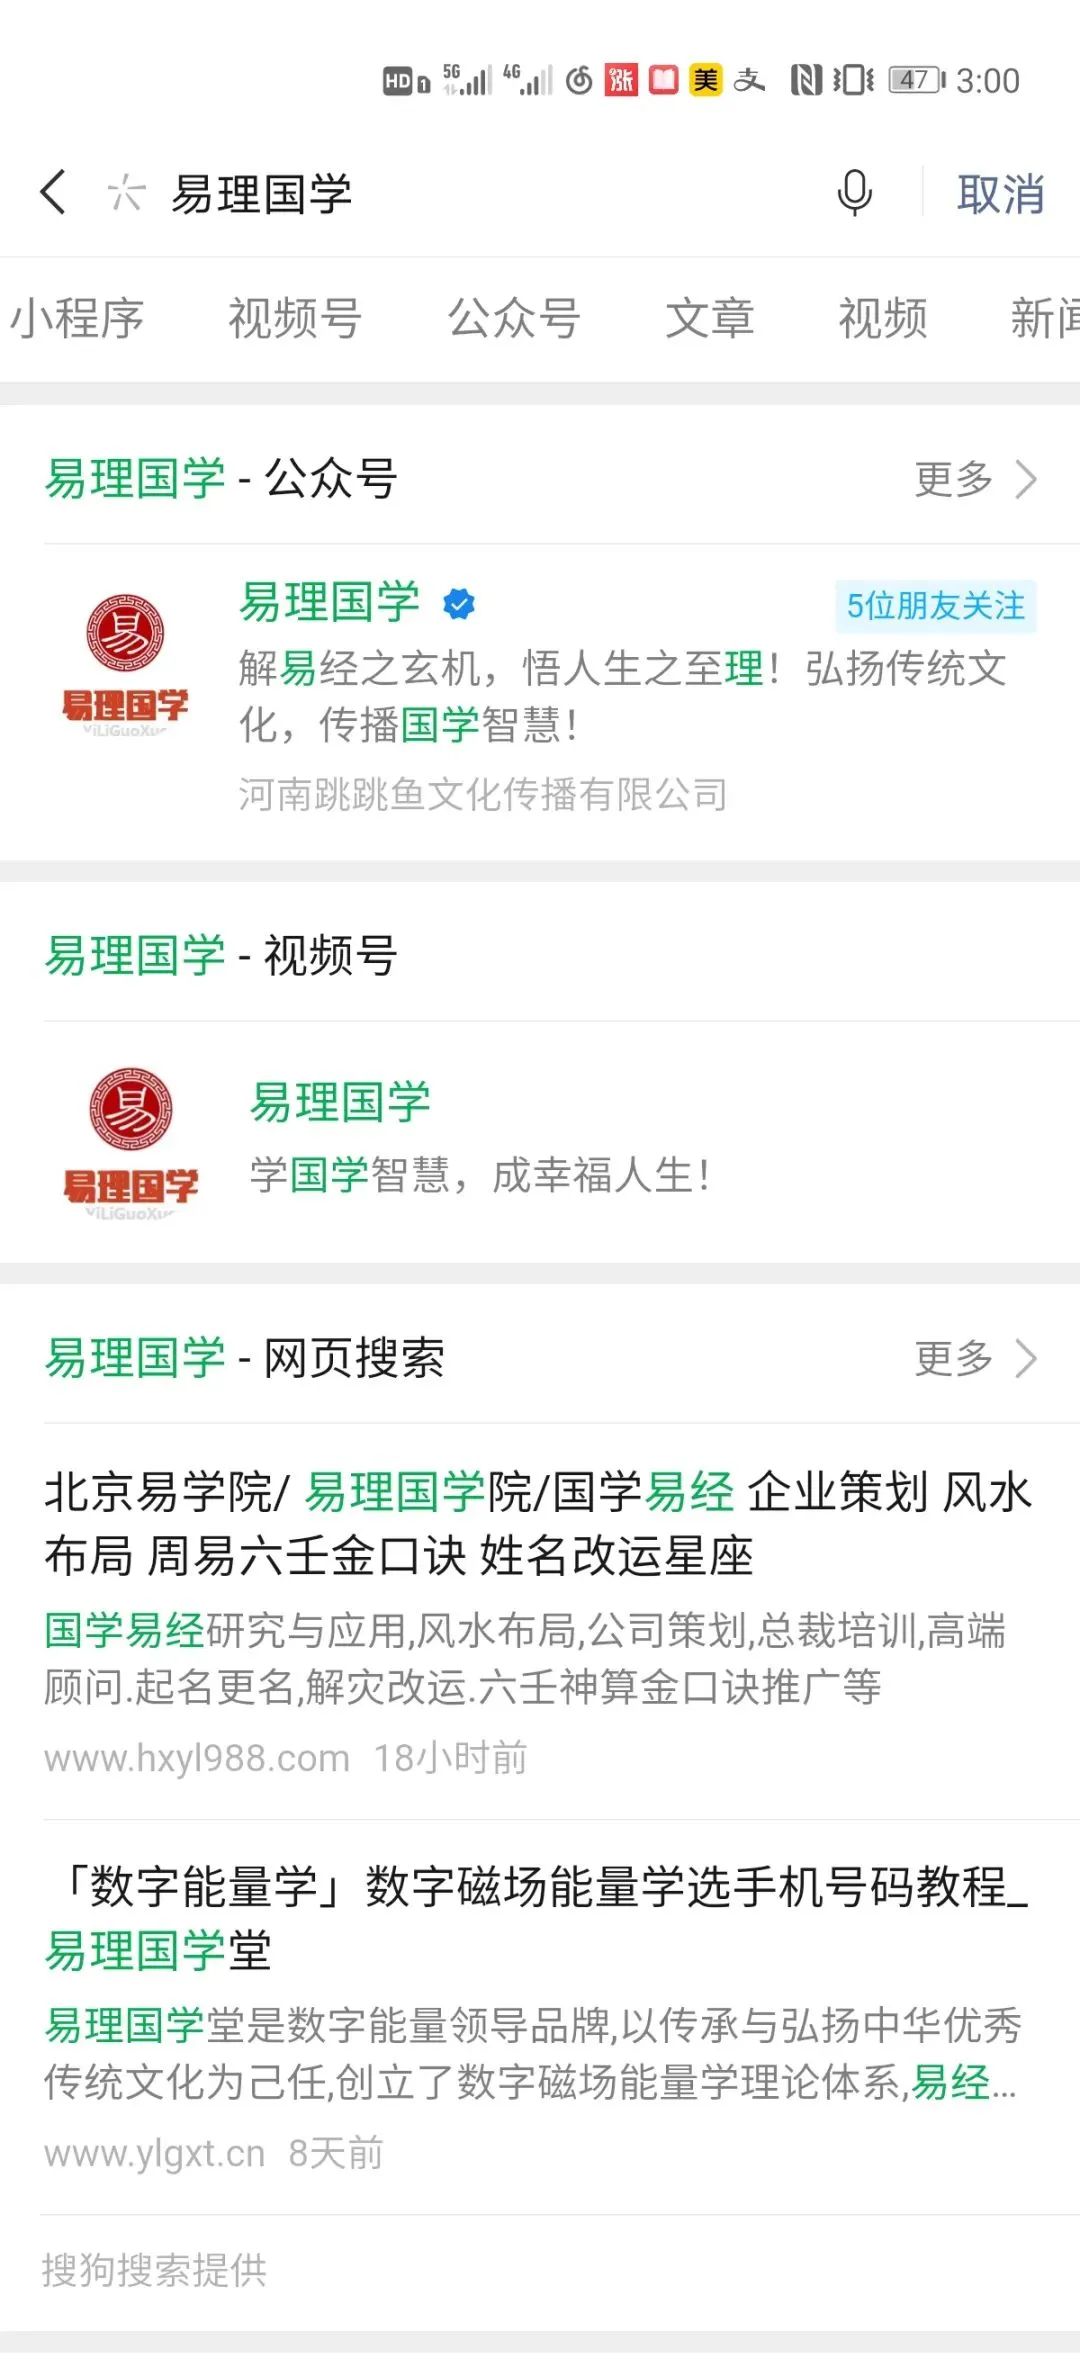 HD 1 5G 4G 涨 美 支 47 3:00
易理国学 取消
小程序 视频号 公众号 文章 视频 新闻
易理国学 - 公众号 更多
易
易理国学
YiLiGuoXue
易理国学 5位朋友关注
解易经之玄机，悟人生之至理！弘扬传统文
化，传播国学智慧！
河南跳跳鱼文化传播有限公司
易理国学 - 视频号
易
易理国学
YiLiGuoXue
易理国学
学国学智慧，成幸福人生！
易理国学 - 网页搜索 更多
北京易学院/ 易理国学院/国学易经 企业策划 风水
布局 周易六壬金口诀 姓名改运星座
国学易经研究与应用,风水布局,公司策划,总裁培训,高端
顾问.起名更名,解灾改运.六壬神算金口诀推广等
www.hxyl988.com 18小时前
「数字能量学」数字磁场能量学选手机号码教程_
易理国学堂
易理国学堂是数字能量领导品牌,以传承与弘扬中华优秀
传统文化为己任,创立了数字磁场能量学理论体系,易经...
www.ylgxt.cn 8天前
搜狗搜索提供